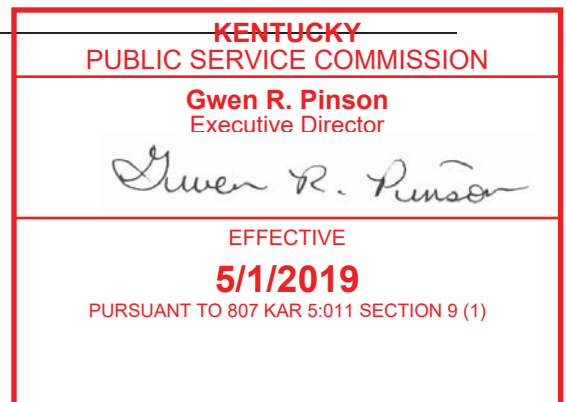 KENTUCKY
PUBLIC SERVICE COMMISSION
Gwen R. Pinson
Executive Director
Gwen R. Pinson
EFFECTIVE
5/1/2019
PURSUANT TO 807 KAR 5:011 SECTION 9 (1)